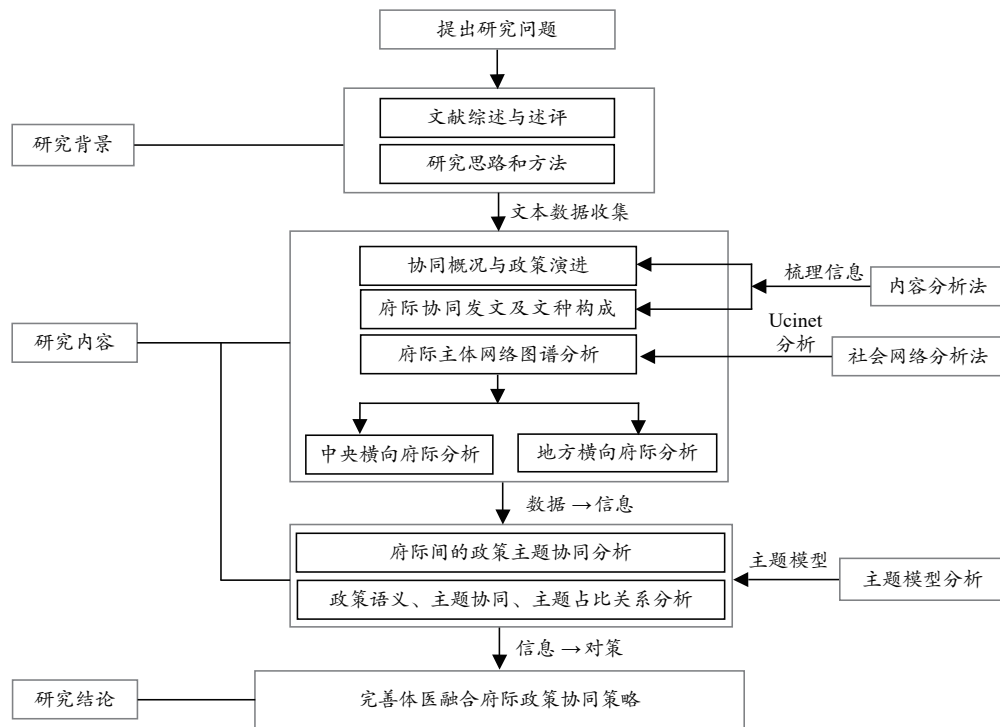 提出研究问题
文献综述与述评
研究背景
研究思路和方法
文本数据收集
协同概况与政策演进
梳理信息
内容分析法
府际协同发文及文种构成
Ucinet
分析
研究内容
府际主体网络图谱分析
社会网络分析法
中央横向府际分析
地方横向府际分析
数据→信息
府际间的政策主题协同分析
主题模型
主题模型分析
政策语义、主题协同、主题占比关系分析
信息→对策
研究结论
完善体医融合府际政策协同策略